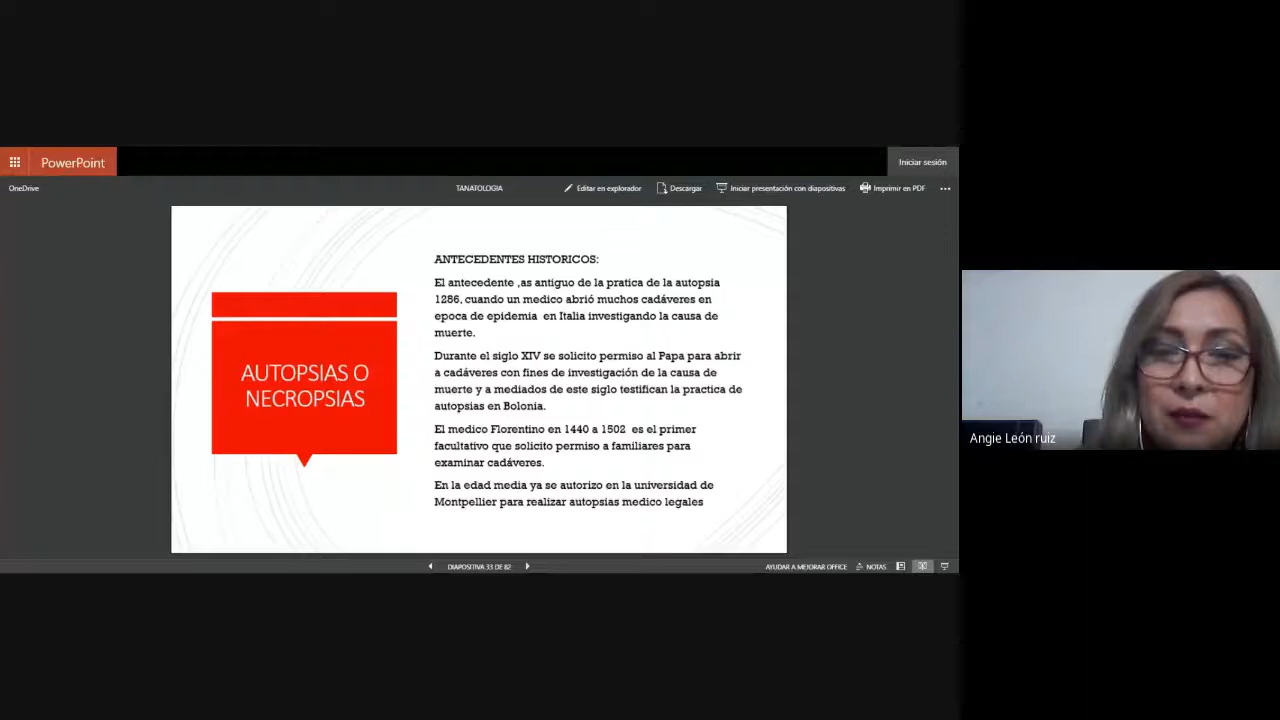 PowerPoint
Iniciar sesión
OneDrive
TANATOLOGIA
Editar en explorador
Descargar
Iniciar presentación con diapositivas
Imprimir en PDF
AUTOPSIAS O
NECROPSIAS
ANTECEDENTES HISTORICOS:
El antecedente ,as antiguo de la pratica de la autopsia
1286, cuando un medico abrió muchos cadáveres en
epoca de epidemia en Italia investigando la causa de
muerte.
Durante el siglo XIV se solicito permiso al Papa para abrir
a cadáveres con fines de investigación de la causa de
muerte y a mediados de este siglo testifican la practica de
autopsias en Bolonia.
El medico Florentino en 1440 a 1502 es el primer
facultativo que solicito permiso a familiares para
examinar cadáveres.
En la edad media ya se autorizo en la universidad de
Montpellier para realizar autopsias medico legales
Angie León ruiz
DIAPOSITIVA 33 DE 82
AYUDAR A MEJORAR OFFICE
NOTAS